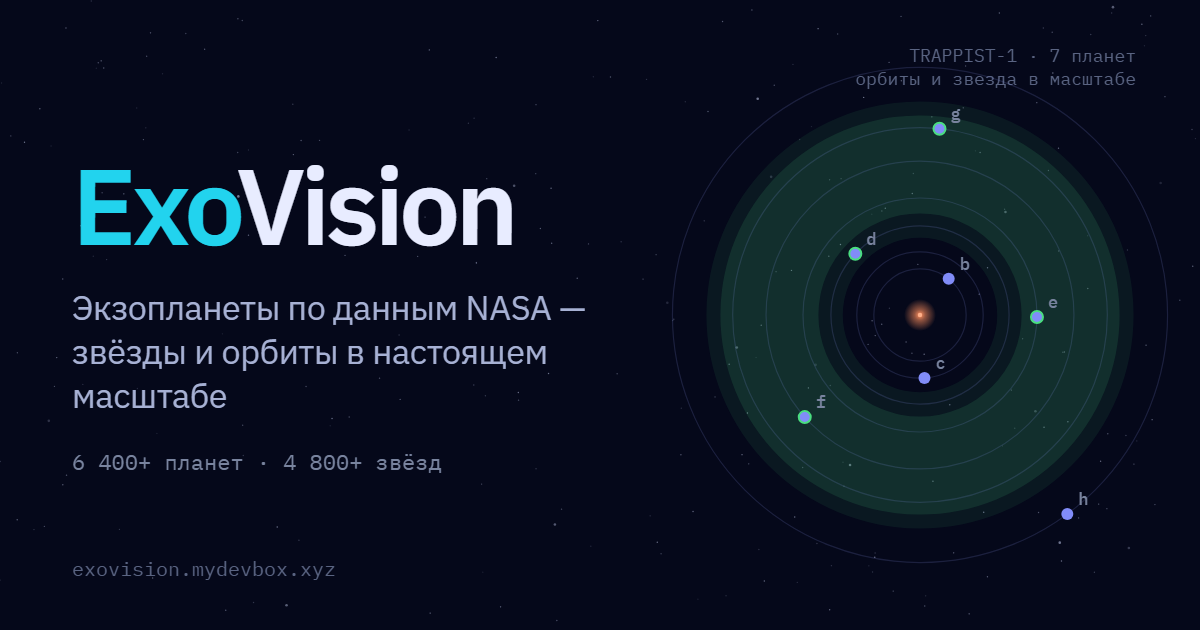 TRAPPIST-1 · 7 планет
орбиты и звезда в масштабе
ExoVision
Экзопланеты по данным NASA —
звёзды и орбиты в настоящем
масштабе
6 400+ планет · 4 800+ звёзд
exovision.mydevbox.xyz
g
d
b
e
c
f
h